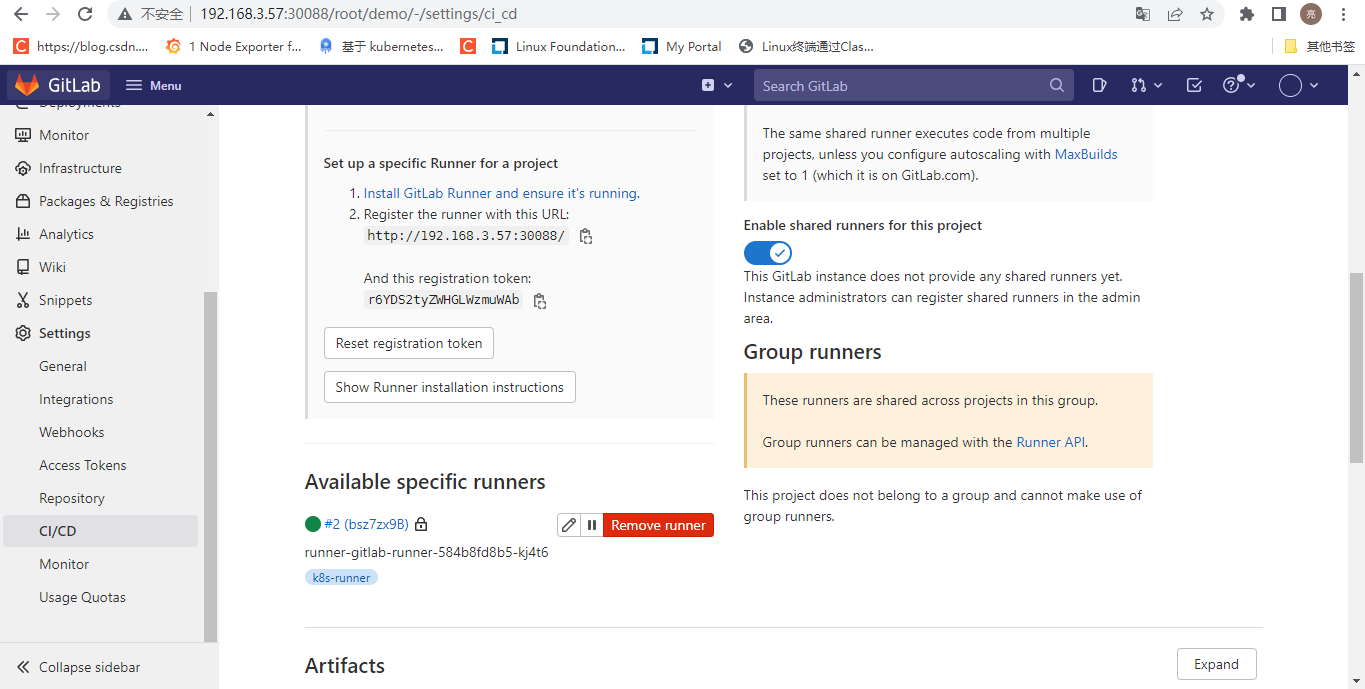 不安全 192.168.3.57:30088/root/demo/-/settings/ci_cd
亮
https://blog.csdn.... 1 Node Exporter f... 基于 kubernetes... Linux Foundation... My Portal Linux终端通过Clas... 其他书签
GitLab Menu Search GitLab
Deployments
Monitor
Infrastructure
Packages & Registries
Analytics
Wiki
Snippets
Settings
General
Integrations
Webhooks
Access Tokens
Repository
CI/CD
Monitor
Usage Quotas
Collapse sidebar
Set up a specific Runner for a project
1. Install GitLab Runner and ensure it's running.
2. Register the runner with this URL:
http://192.168.3.57:30088/
And this registration token:
r6YDS2tyZWHGLWzmuWAb
Reset registration token
Show Runner installation instructions
Available specific runners
#2 (bsz7zx9B) Remove runner
runner-gitlab-runner-584b8fd8b5-kj4t6
k8s-runner
The same shared runner executes code from multiple
projects, unless you configure autoscaling with MaxBuilds
set to 1 (which it is on GitLab.com).
Enable shared runners for this project
This GitLab instance does not provide any shared runners yet.
Instance administrators can register shared runners in the admin
area.
Group runners
These runners are shared across projects in this group.
Group runners can be managed with the Runner API.
This project does not belong to a group and cannot make use of
group runners.
Artifacts Expand